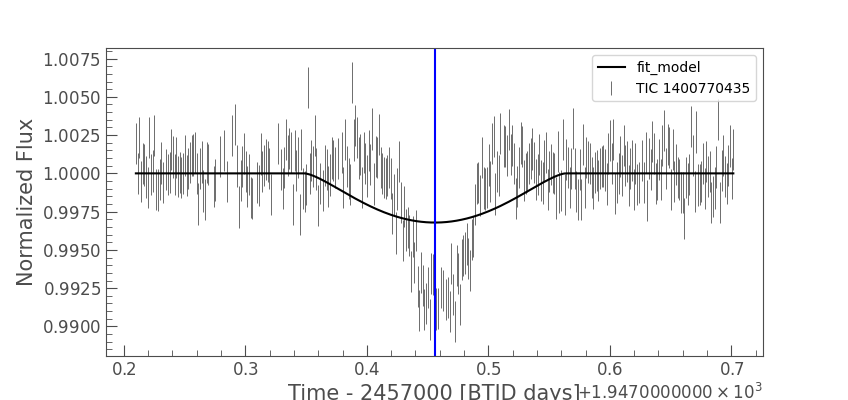 fit_model
TIC 1400770435
Normalized Flux
1.0075
1.0050
1.0025
1.0000
0.9975
0.9950
0.9925
0.9900
0.2 0.3 0.4 0.5 0.6 0.7
Time - 2457000 [BTJD days]
+1.9470000000 × 10³